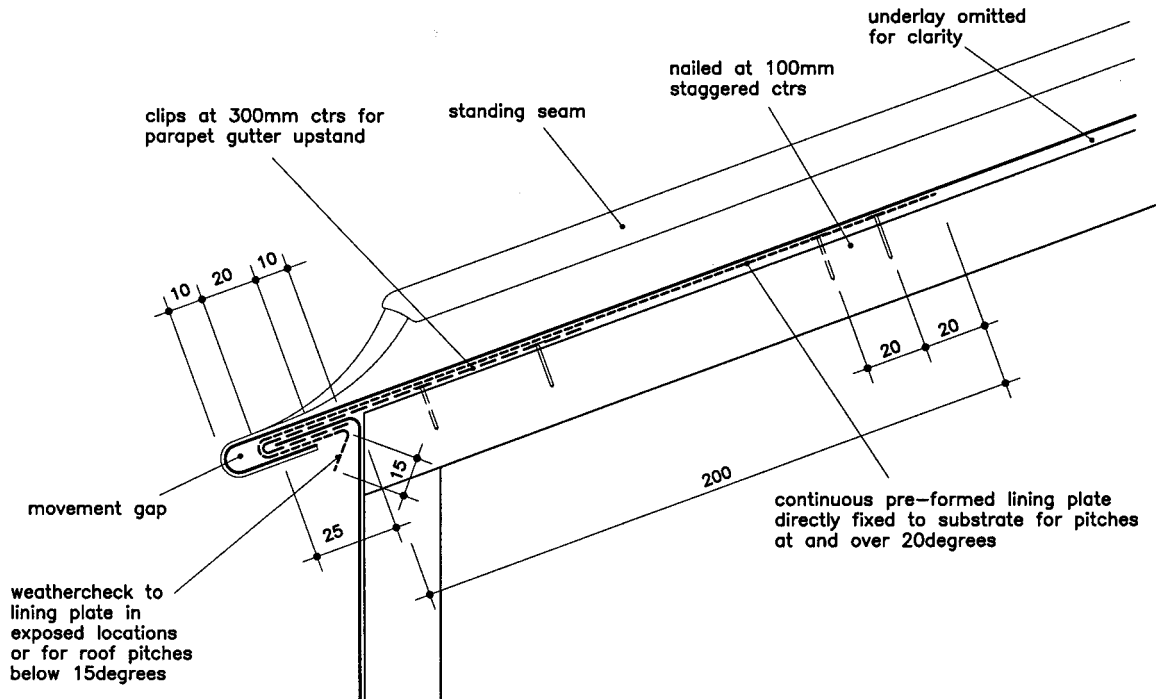 underlay omitted
for clarity
nailed at 100mm
staggered ctrs
clips at 300mm ctrs for
parapet gutter upstand
standing seam
10
20
10
20
20
15
200
25
movement gap
continuous pre-formed lining plate
directly fixed to substrate for pitches
at and over 20degrees
weathercheck to
lining plate in
exposed locations
or for roof pitches
below 15degrees